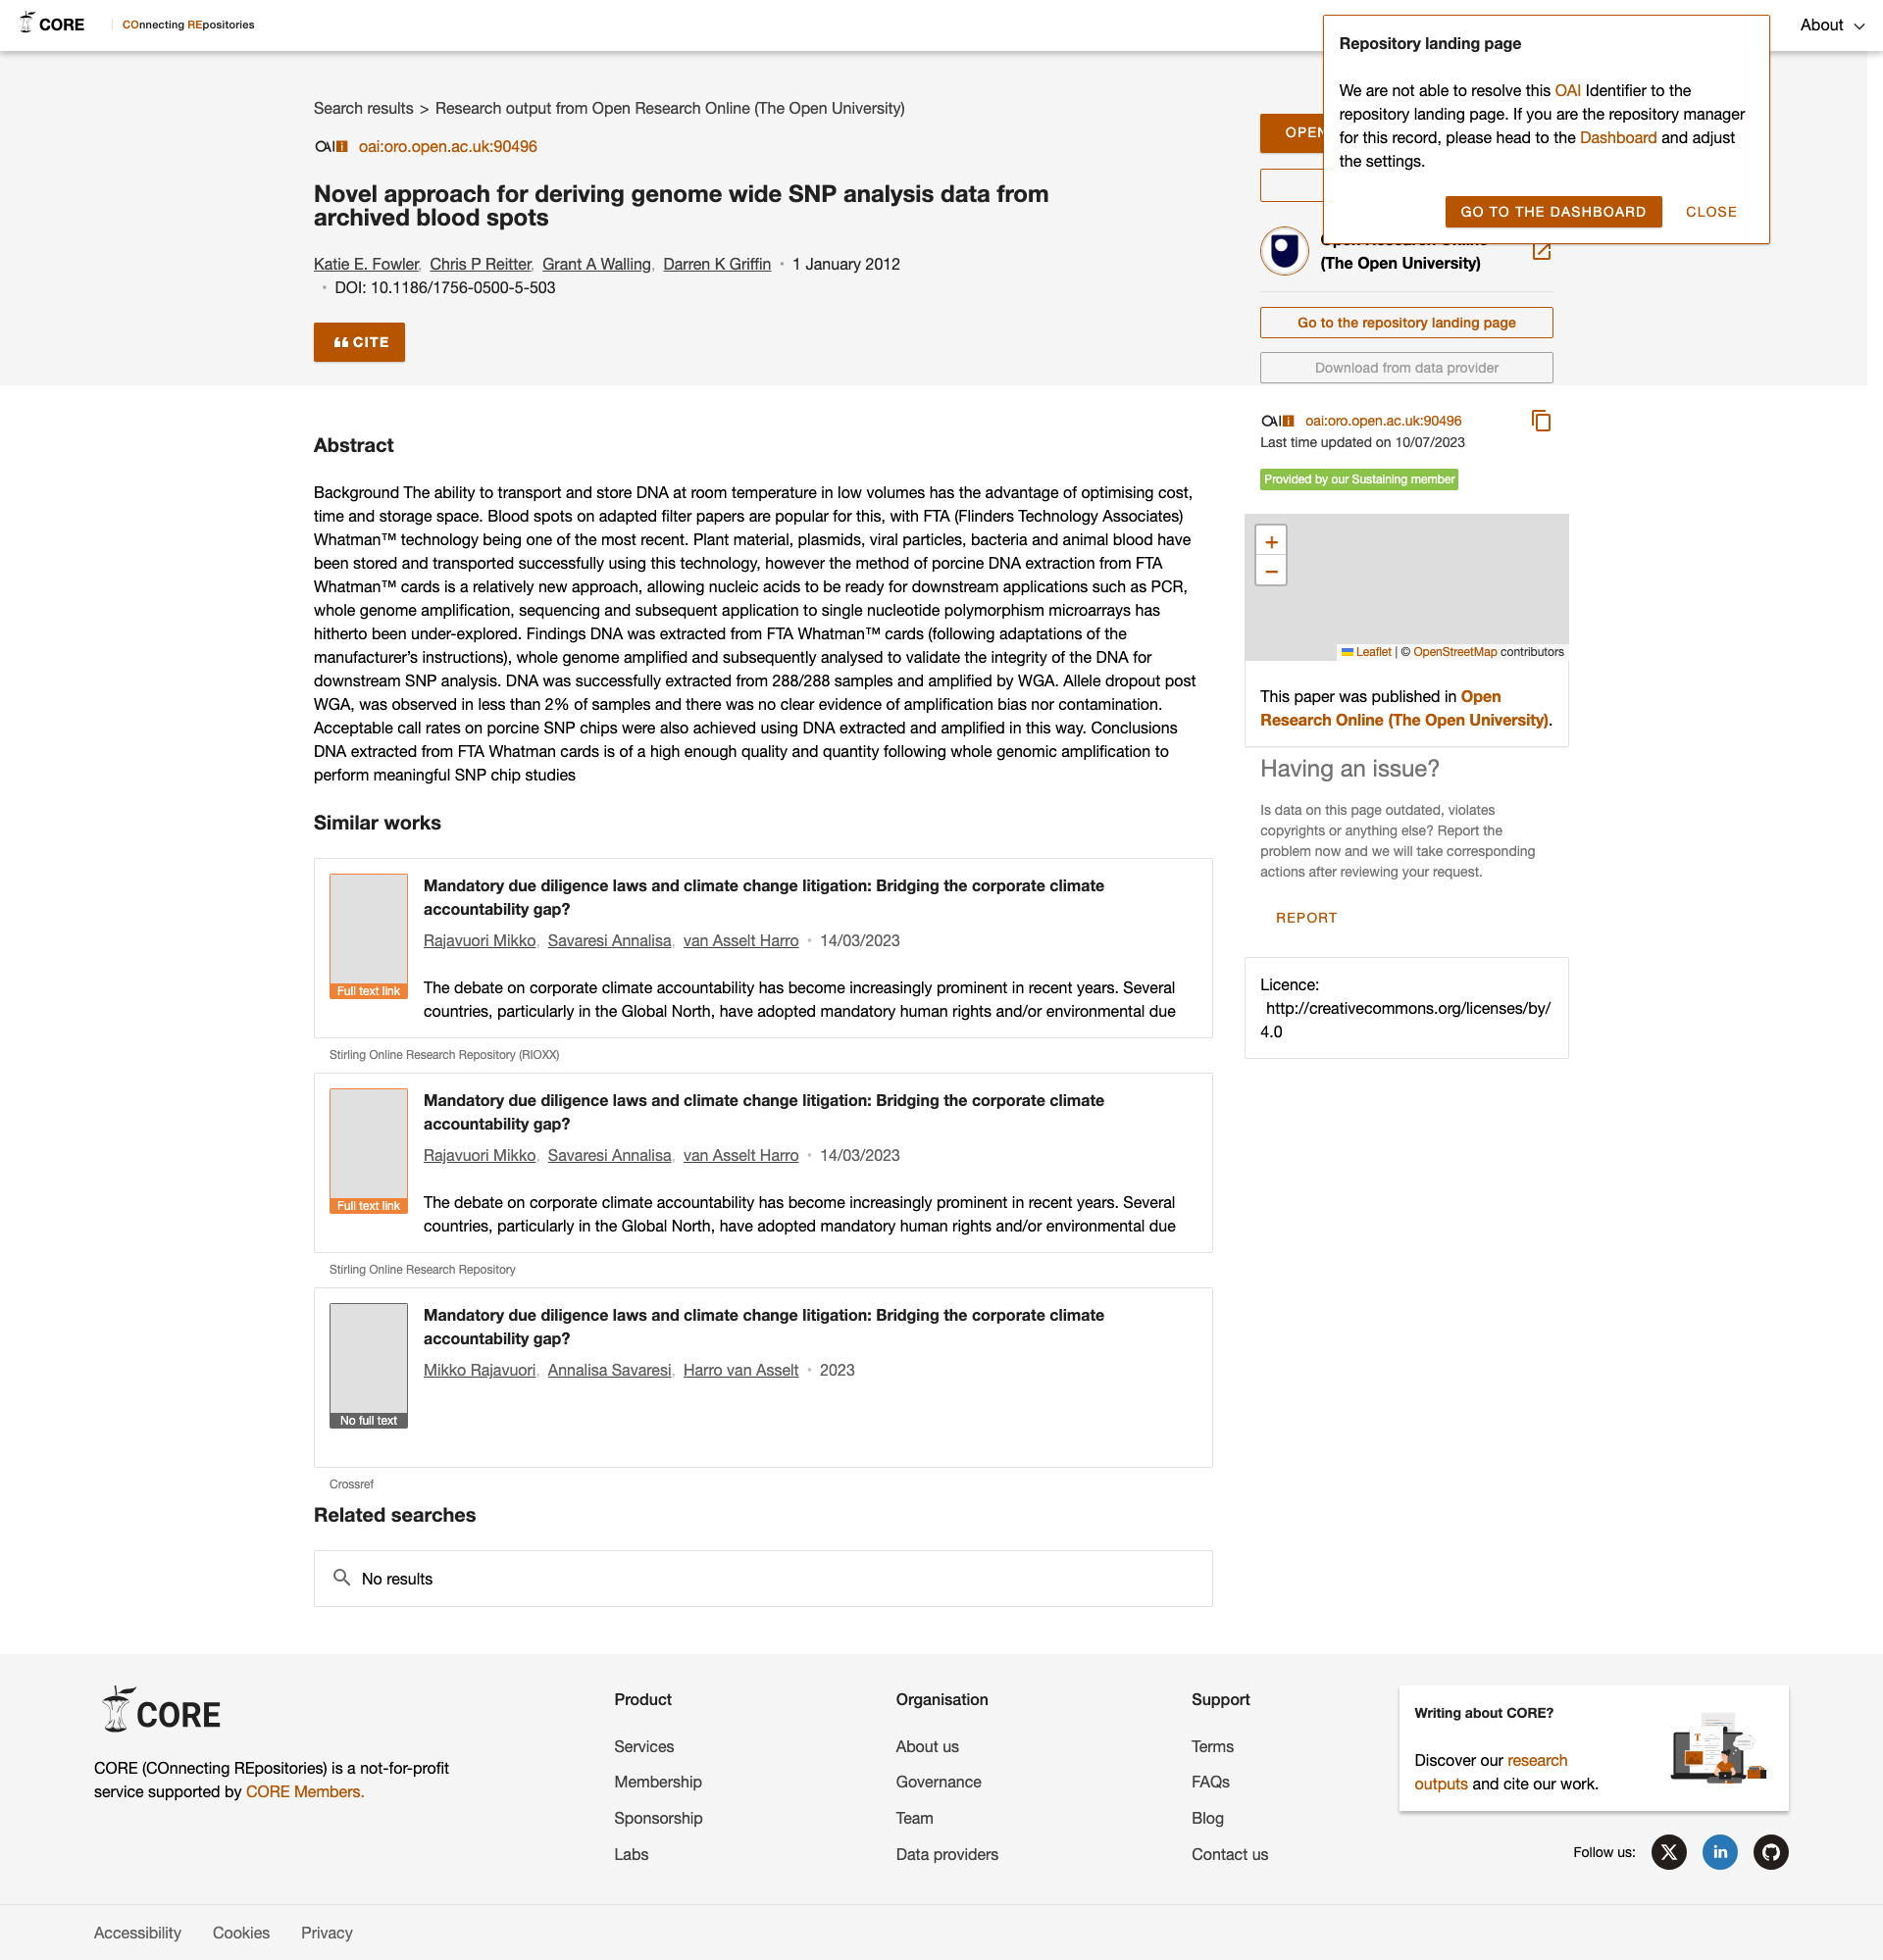 CORE
COnnecting REpositories
About
Repository landing page
We are not able to resolve this OAI Identifier to the
repository landing page. If you are the repository manager
for this record, please head to the Dashboard and adjust
the settings.
GO TO THE DASHBOARD
CLOSE
Search results > Research output from Open Research Online (The Open University)
OAI
oai:oro.open.ac.uk:90496
Novel approach for deriving genome wide SNP analysis data from
archived blood spots
Katie E. Fowler, Chris P Reitter, Grant A Walling, Darren K Griffin • 1 January 2012
• DOI: 10.1186/1756-0500-5-503
CITE
OPEN
(The Open University)
Go to the repository landing page
Download from data provider
OAI
oai:oro.open.ac.uk:90496
Last time updated on 10/07/2023
Provided by our Sustaining member
+
−
Leaflet | © OpenStreetMap contributors
This paper was published in Open
Research Online (The Open University).
Having an issue?
Is data on this page outdated, violates
copyrights or anything else? Report the
problem now and we will take corresponding
actions after reviewing your request.
REPORT
Licence:
http://creativecommons.org/licenses/by/
4.0
Abstract
Background The ability to transport and store DNA at room temperature in low volumes has the advantage of optimising cost,
time and storage space. Blood spots on adapted filter papers are popular for this, with FTA (Flinders Technology Associates)
Whatman™ technology being one of the most recent. Plant material, plasmids, viral particles, bacteria and animal blood have
been stored and transported successfully using this technology, however the method of porcine DNA extraction from FTA
Whatman™ cards is a relatively new approach, allowing nucleic acids to be ready for downstream applications such as PCR,
whole genome amplification, sequencing and subsequent application to single nucleotide polymorphism microarrays has
hitherto been under-explored. Findings DNA was extracted from FTA Whatman™ cards (following adaptations of the
manufacturer’s instructions), whole genome amplified and subsequently analysed to validate the integrity of the DNA for
downstream SNP analysis. DNA was successfully extracted from 288/288 samples and amplified by WGA. Allele dropout post
WGA, was observed in less than 2% of samples and there was no clear evidence of amplification bias nor contamination.
Acceptable call rates on porcine SNP chips were also achieved using DNA extracted and amplified in this way. Conclusions
DNA extracted from FTA Whatman cards is of a high enough quality and quantity following whole genomic amplification to
perform meaningful SNP chip studies
Similar works
Mandatory due diligence laws and climate change litigation: Bridging the corporate climate
accountability gap?
Rajavuori Mikko, Savaresi Annalisa, van Asselt Harro • 14/03/2023
Full text link
The debate on corporate climate accountability has become increasingly prominent in recent years. Several
countries, particularly in the Global North, have adopted mandatory human rights and/or environmental due
Stirling Online Research Repository (RIOXX)
Mandatory due diligence laws and climate change litigation: Bridging the corporate climate
accountability gap?
Rajavuori Mikko, Savaresi Annalisa, van Asselt Harro • 14/03/2023
Full text link
The debate on corporate climate accountability has become increasingly prominent in recent years. Several
countries, particularly in the Global North, have adopted mandatory human rights and/or environmental due
Stirling Online Research Repository
Mandatory due diligence laws and climate change litigation: Bridging the corporate climate
accountability gap?
Mikko Rajavuori, Annalisa Savaresi, Harro van Asselt • 2023
No full text
Crossref
Related searches
No results
CORE
CORE (COnnecting REpositories) is a not-for-profit
service supported by CORE Members.
Product
Services
Membership
Sponsorship
Labs
Organisation
About us
Governance
Team
Data providers
Support
Terms
FAQs
Blog
Contact us
Writing about CORE?
Discover our research
outputs and cite our work.
Follow us:
Accessibility
Cookies
Privacy